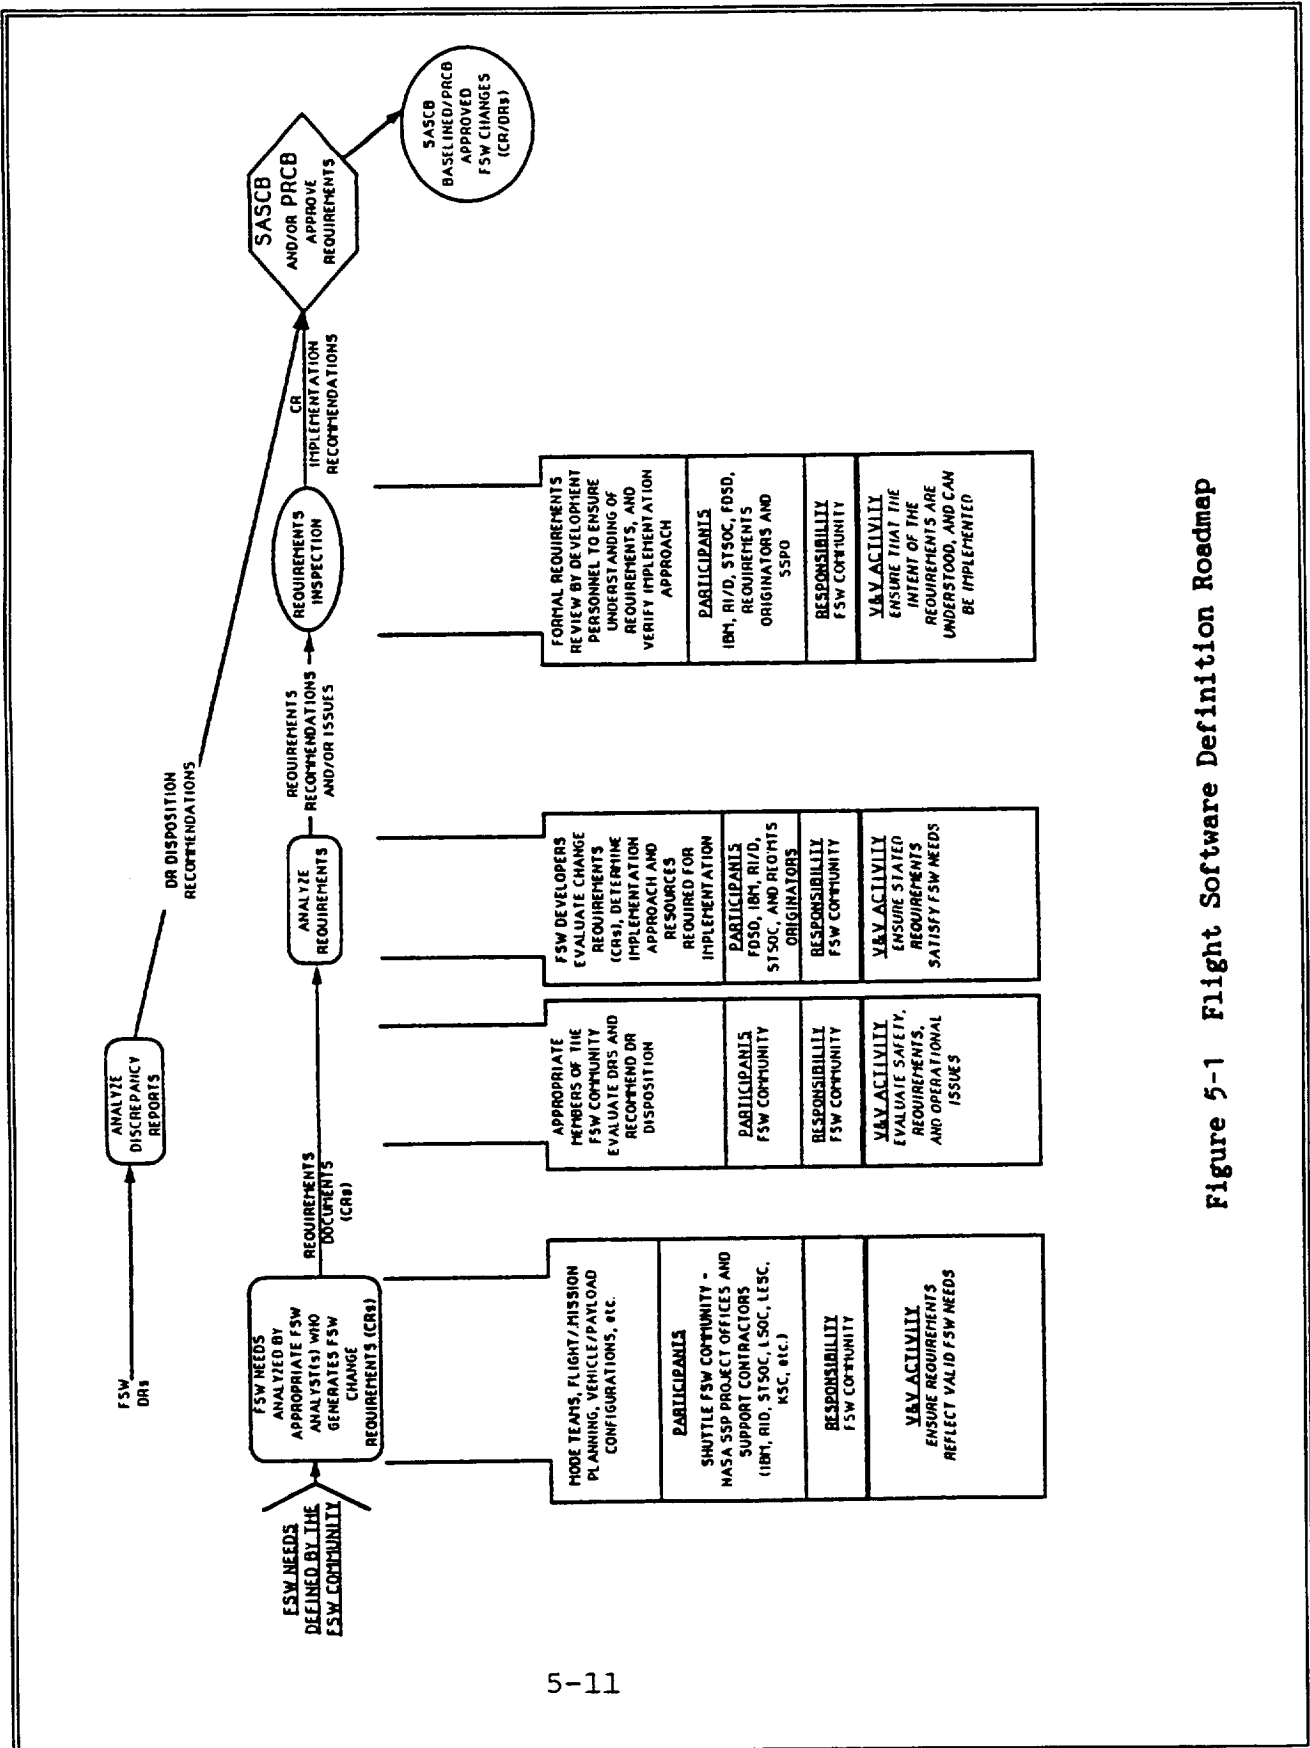 FSW
DRs
ANALYZE
DISCREPANCY
REPORTS
DR DISPOSITION
RECOMMENDATIONS
FSW NEEDS
DEFINED BY THE
FSW COMMUNITY
FSW NEEDS
ANALYZED BY
APPROPRIATE FSW
ANALYST(s) WHO
GENERATES FSW
CHANGE
REQUIREMENTS (CRs)
REQUIREMENTS
DOCUMENTS
(CRs)
ANALYZE
REQUIREMENTS
REQUIREMENTS
RECOMMENDATIONS
AND/OR ISSUES
REQUIREMENTS
INSPECTION
CR
IMPLEMENTATION
RECOMMENDATIONS
SASCB
AND/OR PRCB
APPROVE
REQUIREMENTS
SASCB
BASELINED/PRCB
APPROVED
FSW CHANGES
(CR/DRs)
MODE TEAMS, FLIGHT/MISSION
PLANNING, VEHICLE/PAYLOAD
CONFIGURATIONS, etc.
PARTICIPANTS
SHUTTLE FSW COMMUNITY -
NASA SSP PROJECT OFFICES AND
SUPPORT CONTRACTORS
(IBM, RID, STSOC, LSOC, LESC,
KSC, etc.)
RESPONSIBILITY
FSW COMMUNITY
V&V ACTIVITY
ENSURE REQUIREMENTS
REFLECT VALID FSW NEEDS
APPROPRIATE
MEMBERS OF THE
FSW COMMUNITY
EVALUATE DRS AND
RECOMMEND DR
DISPOSITION
PARTICIPANTS
FSW COMMUNITY
RESPONSIBILITY
FSW COMMUNITY
V&V ACTIVITY
EVALUATE SAFETY,
REQUIREMENTS,
AND OPERATIONAL
ISSUES
FSW DEVELOPERS
EVALUATE CHANGE
REQUIREMENTS
(CRs), DETERMINE
IMPLEMENTATION
APPROACH AND
RESOURCES
REQUIRED FOR
IMPLEMENTATION
PARTICIPANTS
FDSD, IBM, RI/D,
STSOC, AND REQ'MTS
ORIGINATORS
RESPONSIBILITY
FSW COMMUNITY
V&V ACTIVITY
ENSURE STATED
REQUIREMENTS
SATISFY FSW NEEDS
FORMAL REQUIREMENTS
REVIEW BY DEVELOPMENT
PERSONNEL TO ENSURE
UNDERSTANDING OF
REQUIREMENTS, AND
VERIFY IMPLEMENTATION
APPROACH
PARTICIPANTS
IBM, RI/D, STSOC, FDSD,
REQUIREMENTS
ORIGINATORS AND
SSPO
RESPONSIBILITY
FSW COMMUNITY
V&V ACTIVITY
ENSURE THAT THE
INTENT OF THE
REQUIREMENTS ARE
UNDERSTOOD, AND CAN
BE IMPLEMENTED
Figure 5-1 Flight Software Definition Roadmap
5-11